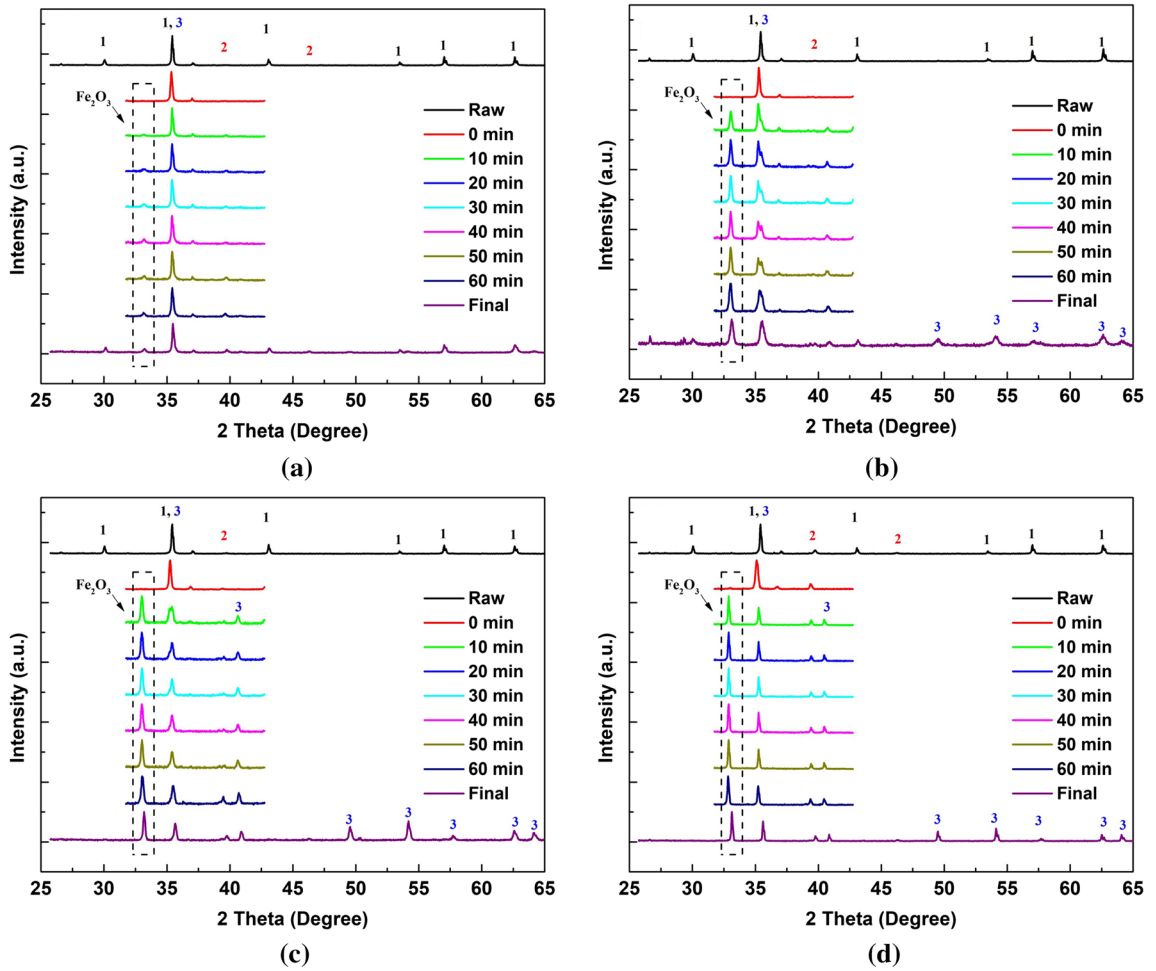 1 1, 3 2 1 2 1 1 1
Fe2O3
Raw
0 min
10 min
20 min
30 min
40 min
50 min
60 min
Final
Intensity (a.u.)
25 30 35 40 45 50 55 60 65
2 Theta (Degree)
(a)
1 1, 3 2 1 1 1 1
Fe2O3
Raw
0 min
10 min
20 min
30 min
40 min
50 min
60 min
Final
3 3 3 3 3
Intensity (a.u.)
25 30 35 40 45 50 55 60 65
2 Theta (Degree)
(b)
1 1, 3 2 1 1 1 1
Fe2O3
3
Raw
0 min
10 min
20 min
30 min
40 min
50 min
60 min
Final
3 3 3 3 3
Intensity (a.u.)
25 30 35 40 45 50 55 60 65
2 Theta (Degree)
(c)
1 1, 3 2 1 2 1 1 1
Fe2O3
3
Raw
0 min
10 min
20 min
30 min
40 min
50 min
60 min
Final
3 3 3 3 3
Intensity (a.u.)
25 30 35 40 45 50 55 60 65
2 Theta (Degree)
(d)